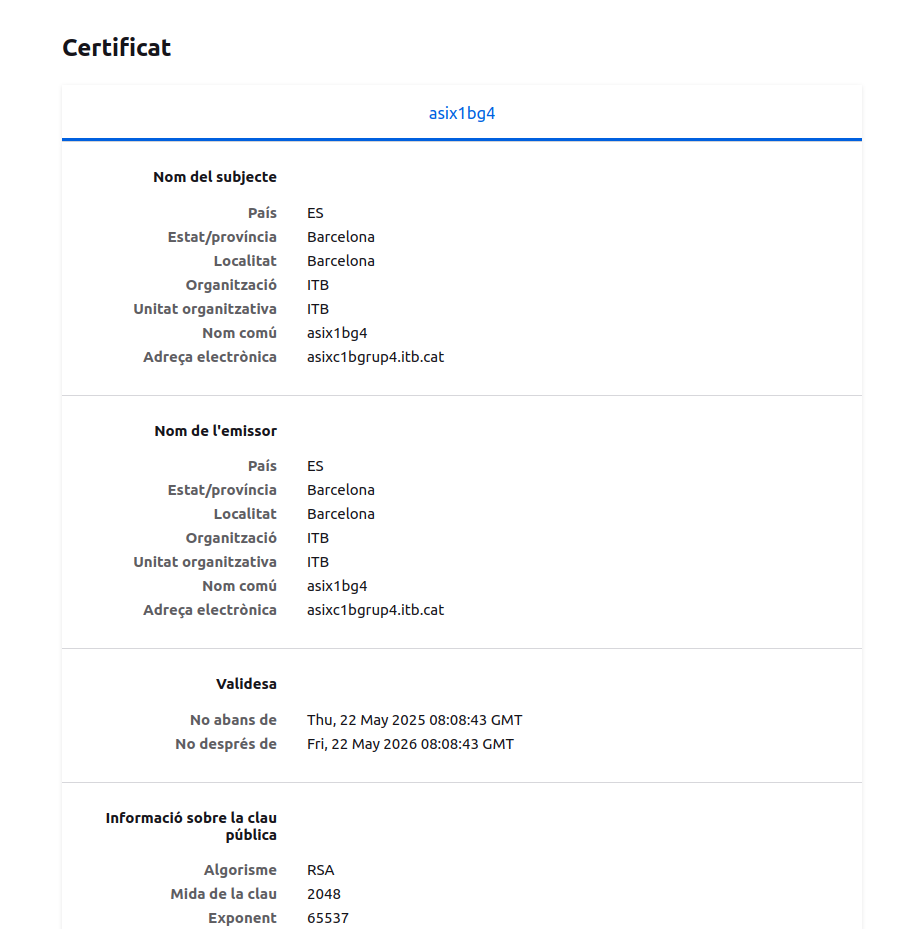 Certificat
asix1bg4
Nom del subjecte
País ES
Estat/província Barcelona
Localitat Barcelona
Organització ITB
Unitat organitzativa ITB
Nom comú asix1bg4
Adreça electrònica asixc1bgrup4.itb.cat
Nom de l'emissor
País ES
Estat/província Barcelona
Localitat Barcelona
Organització ITB
Unitat organitzativa ITB
Nom comú asix1bg4
Adreça electrònica asixc1bgrup4.itb.cat
Validesa
No abans de Thu, 22 May 2025 08:08:43 GMT
No després de Fri, 22 May 2026 08:08:43 GMT
Informació sobre la clau
pública
Algorisme RSA
Mida de la clau 2048
Exponent 65537